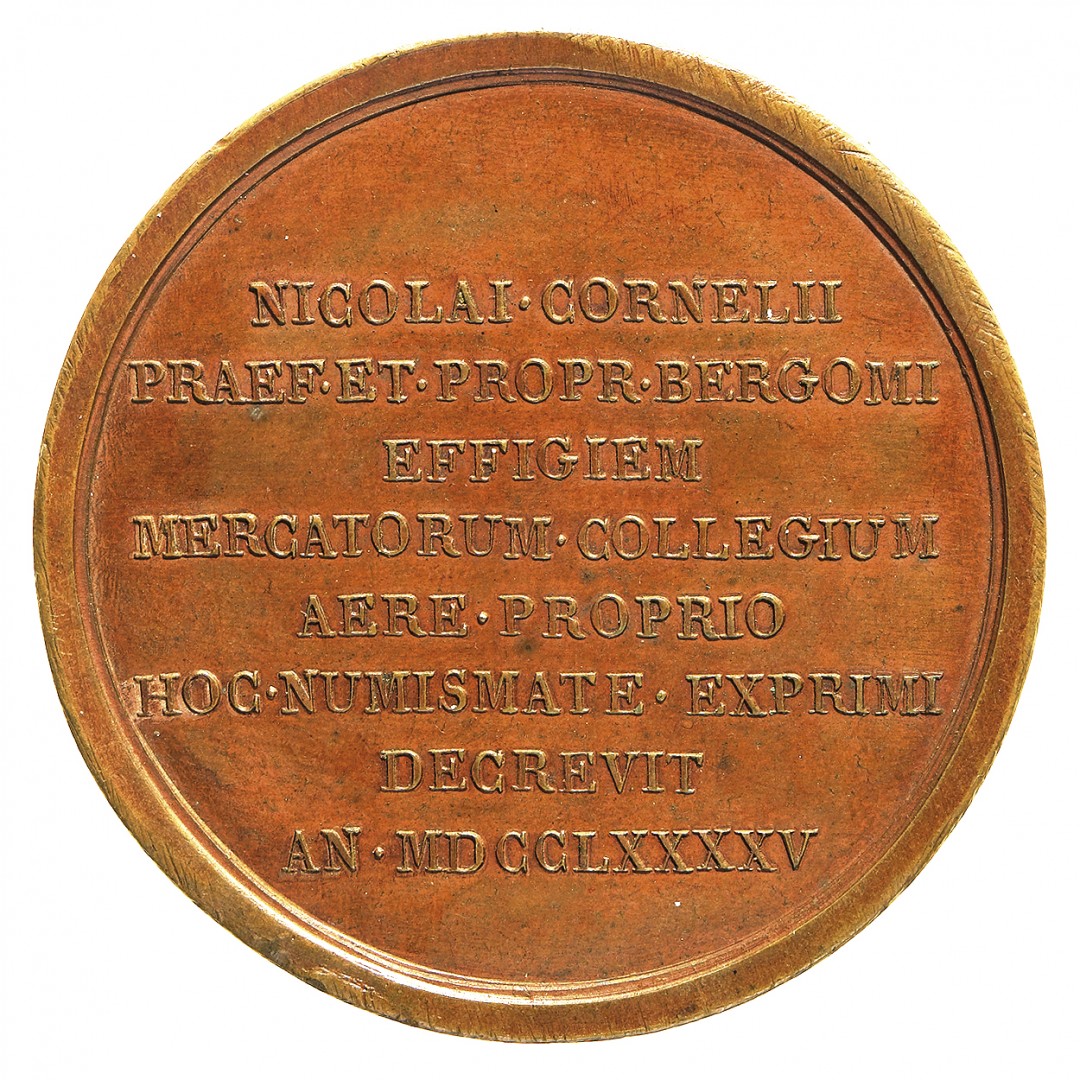 NICOLAI·CORNELII
PRAEF·ET·PROPR·BERGOMI
EFFIGIEM
MERCATORUM·COLLEGIUM
AERE·PROPRIO
HOC·NUMISMATE·EXPRIMI
DECREVIT
AN·MDCCLXXXXV